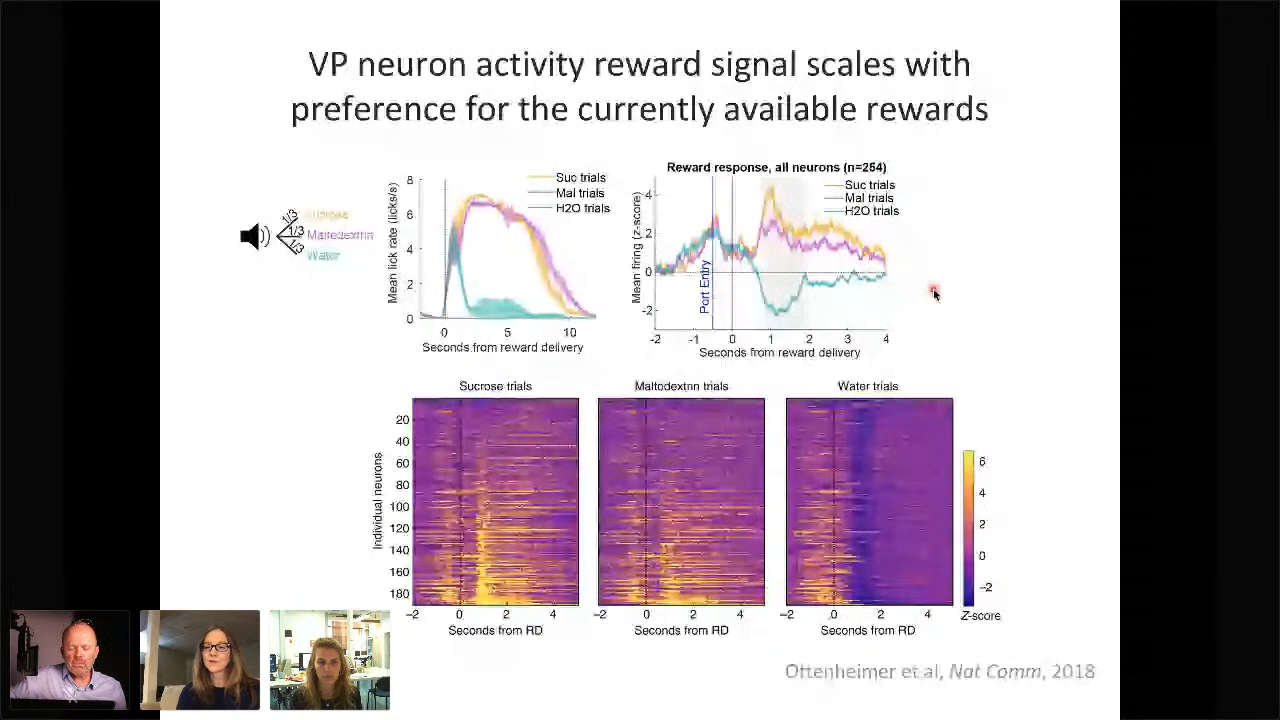 VP neuron activity reward signal scales with
preference for the currently available rewards
1/3
Sucrose
1/3
Maltodextrin
1/3
Water
8
6
4
2
0
Mean lick rate (licks/s)
Suc trials
Mal trials
H2O trials
0 5 10
Seconds from reward delivery
Reward response, all neurons (n=254)
4
2
0
-2
Mean firing (z-score)
Port Entry
Suc trials
Mal trials
H2O trials
-2 -1 0 1 2 3 4
Seconds from reward delivery
Sucrose trials
Maltodextrin trials
Water trials
Individual neurons
20
40
60
80
100
120
140
160
180
−2 0 2 4
Seconds from RD
−2 0 2 4
Seconds from RD
−2 0 2 4
Seconds from RD
6
4
2
0
−2
Z-score
Ottenheimer et al, Nat Comm, 2018